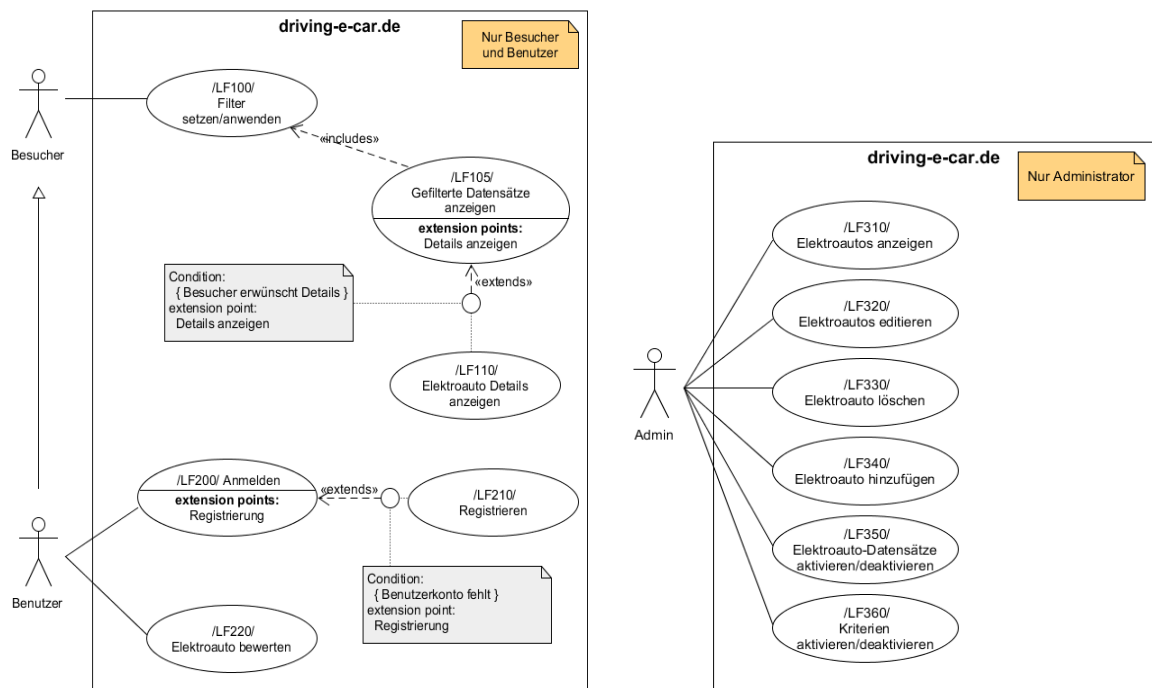 driving-e-car.de
Nur Besucher
und Benutzer
/LF100/
Filter
setzen/anwenden
Besucher
«includes»
/LF105/
Gefilterte Datensätze
anzeigen
extension points:
Details anzeigen
Condition:
{ Besucher erwünscht Details }
extension point:
Details anzeigen
«extends»
/LF110/
Elektroauto Details
anzeigen
/LF200/ Anmelden
extension points:
Registrierung
«extends»
/LF210/
Registrieren
Benutzer
Condition:
{ Benutzerkonto fehlt }
extension point:
Registrierung
/LF220/
Elektroauto bewerten
driving-e-car.de
Nur Administrator
/LF310/
Elektroautos anzeigen
/LF320/
Elektroautos editieren
/LF330/
Elektroauto löschen
Admin
/LF340/
Elektroauto hinzufügen
/LF350/
Elektroauto-Datensätze
aktivieren/deaktivieren
/LF360/
Kriterien
aktivieren/deaktivieren